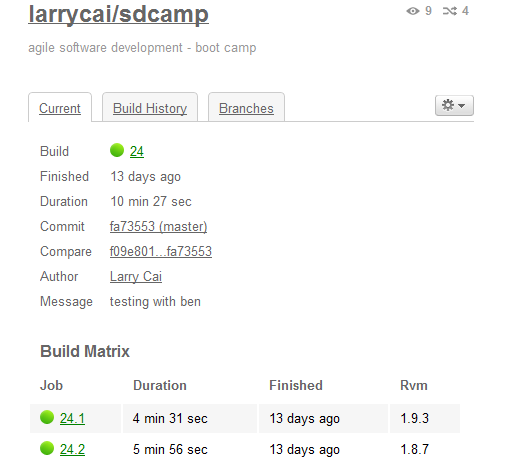 larrycai/sdcamp 9 4
agile software development - boot camp
Current Build History Branches
Build 24
Finished 13 days ago
Duration 10 min 27 sec
Commit fa73553 (master)
Compare f09e801...fa73553
Author Larry Cai
Message testing with ben
Build Matrix
Job Duration Finished Rvm
24.1 4 min 31 sec 13 days ago 1.9.3
24.2 5 min 56 sec 13 days ago 1.8.7